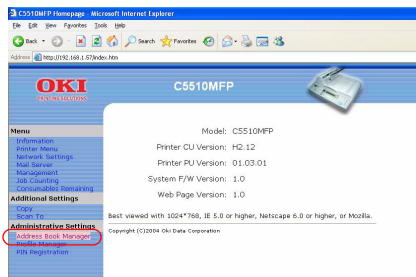 C5510MFP Homepage - Microsoft Internet Explorer
File Edit View Favorites Tools Help
Back Search Favorites
Address http://192.168.1.57/index.htm
OKI
PRINTING SOLUTIONS
C5510MFP
Menu
Information
Printer Menu
Network Settings
Mail Server
Management
Job Counting
Consumables Remaining
Additional Settings
Copy
Scan To
Administrative Settings
Address Book Manager
Profile Manager
PIN Registration
Model: C5510MFP
Printer CU Version: H2.12
Printer PU Version: 01.03.01
System F/W Version: 1.0
Web Page Version: 1.0
Best viewed with 1024*768, IE 5.0 or higher, Netscape 6.0 or higher, or Mozilla.
Copyright (C)2004 Oki Data Corporation